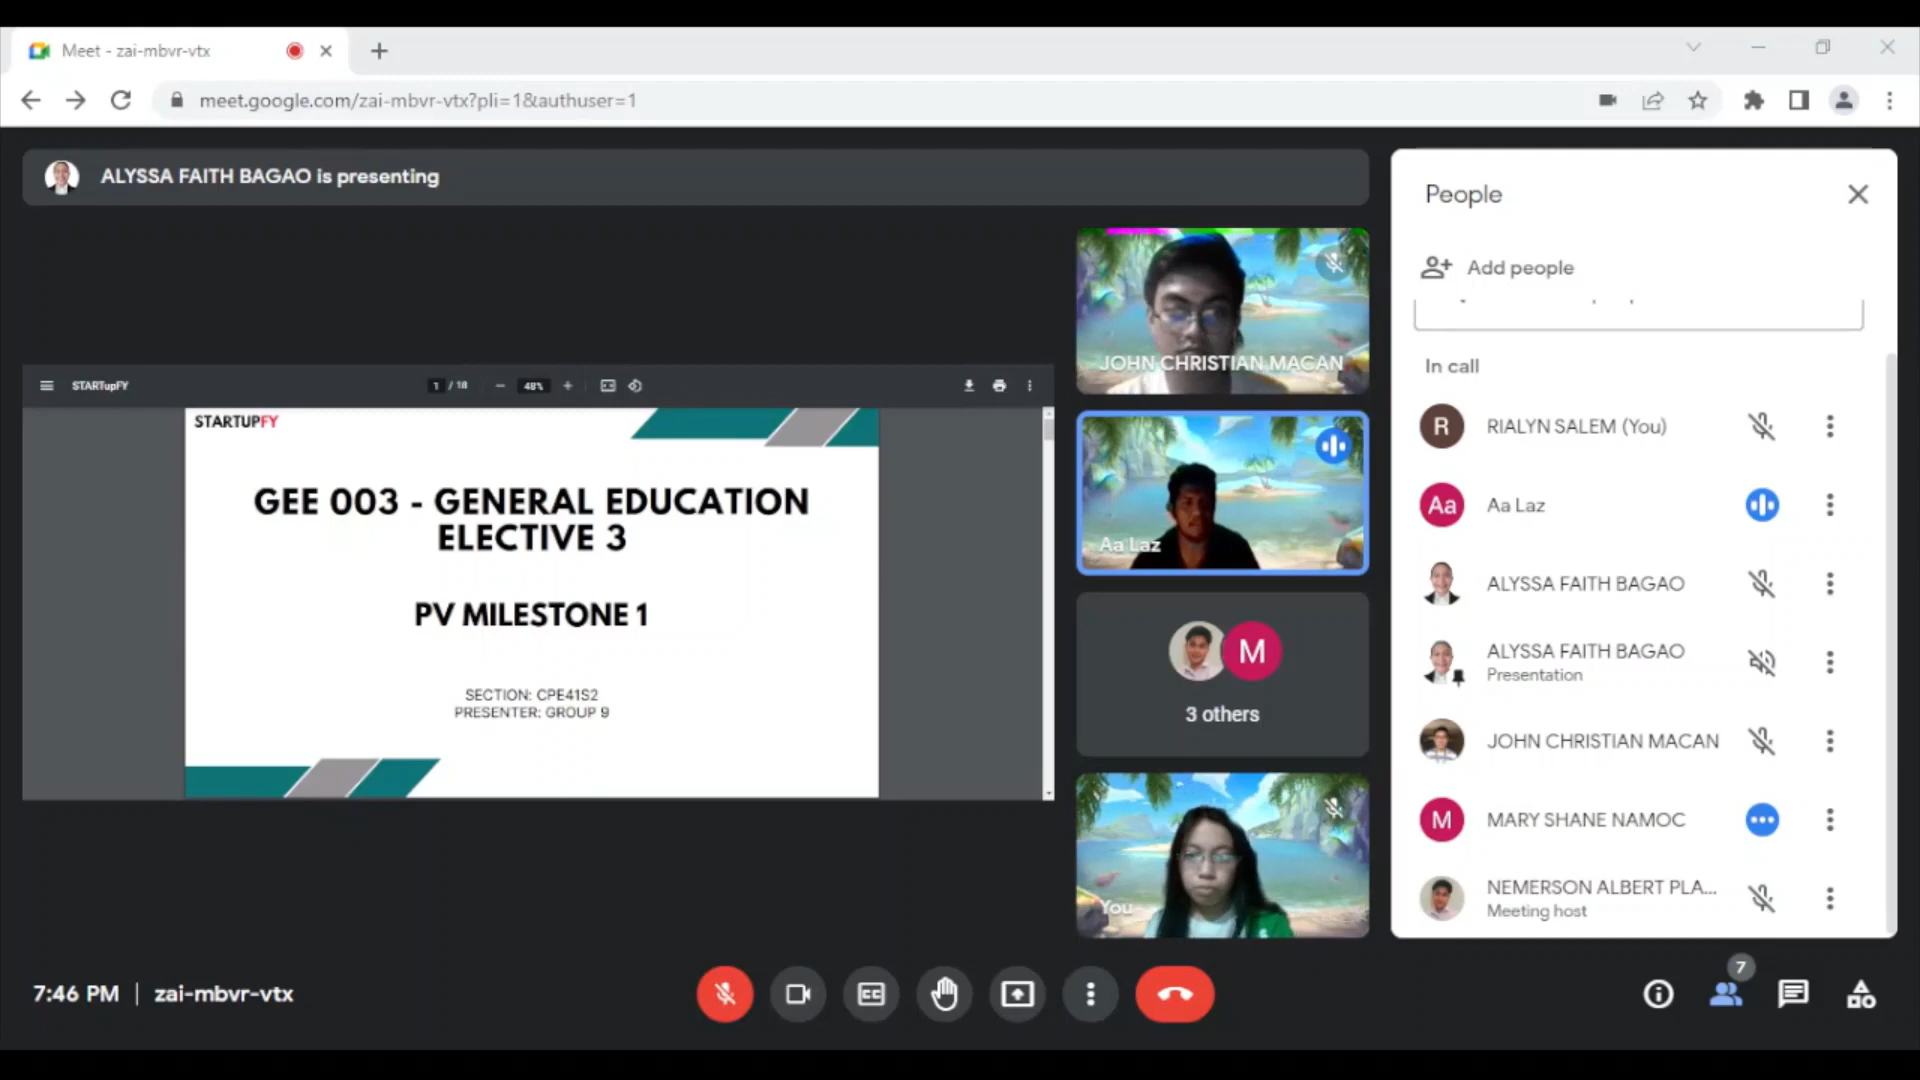 Meet - zai-mbvr-vtx
meet.google.com/zai-mbvr-vtx?pli=1&authuser=1
ALYSSA FAITH BAGAO is presenting
STARTupFY
1 / 18
48%
STARTUPFY
GEE 003 - GENERAL EDUCATION
ELECTIVE 3
PV MILESTONE 1
SECTION: CPE41S2
PRESENTER: GROUP 9
JOHN CHRISTIAN MACAN
Aa Laz
M
3 others
You
People
Add people
In call
R
RIALYN SALEM (You)
Aa
Aa Laz
ALYSSA FAITH BAGAO
ALYSSA FAITH BAGAO
Presentation
JOHN CHRISTIAN MACAN
M
MARY SHANE NAMOC
NEMERSON ALBERT PLA...
Meeting host
7:46 PM | zai-mbvr-vtx
CC
7